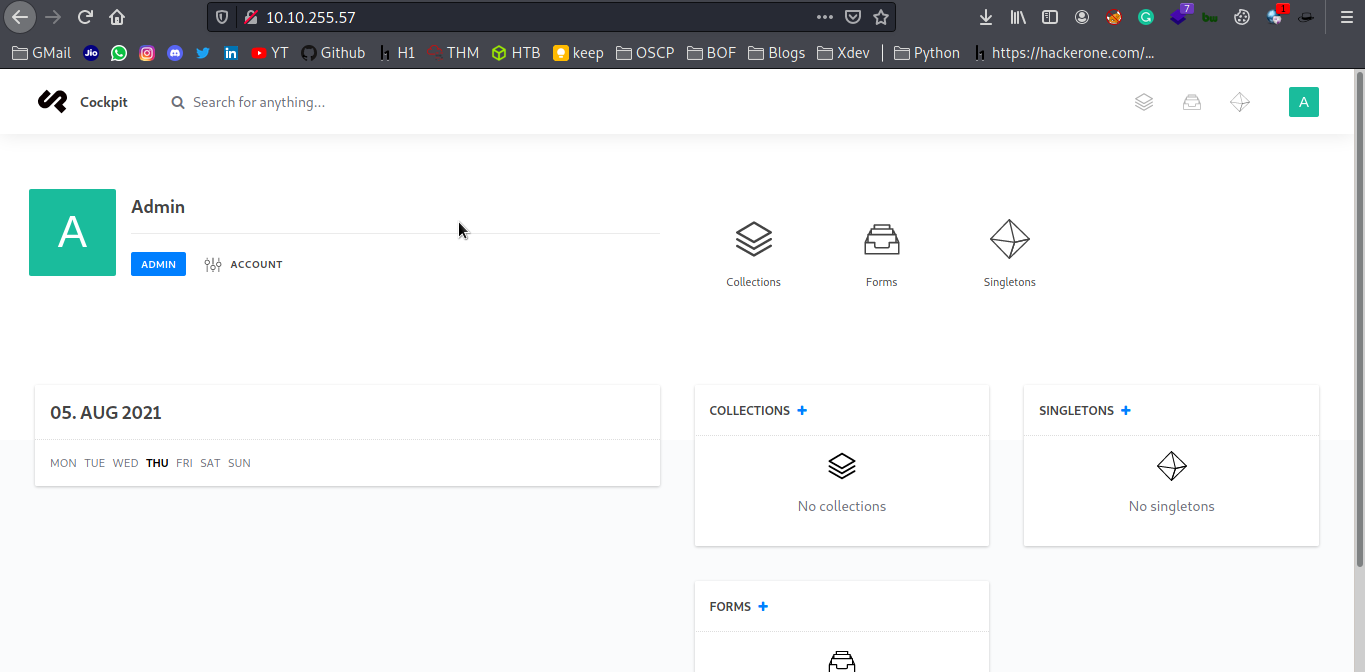 10.10.255.57
7
1
GMail Jio YT Github H1 THM HTB keep OSCP BOF Blogs Xdev Python https://hackerone.com/...
Cockpit Search for anything... A
A
Admin
ADMIN ACCOUNT
Collections Forms Singletons
05. AUG 2021
MON TUE WED THU FRI SAT SUN
COLLECTIONS +
No collections
SINGLETONS +
No singletons
FORMS +